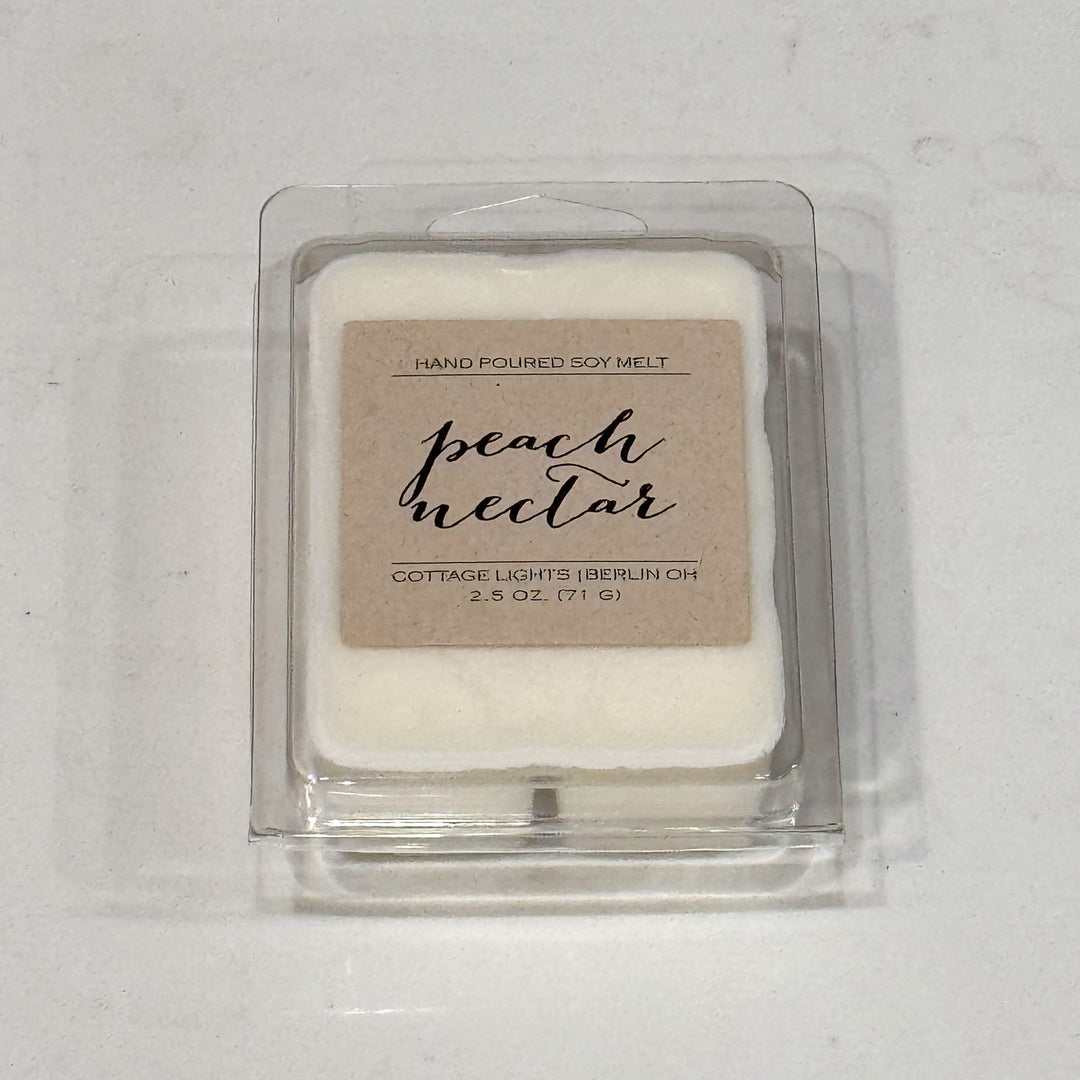 HAND POURED SOY MELT
peach
nectar
COTTAGE LIGHTS | BERLIN OH
2.5 OZ. (71 G)